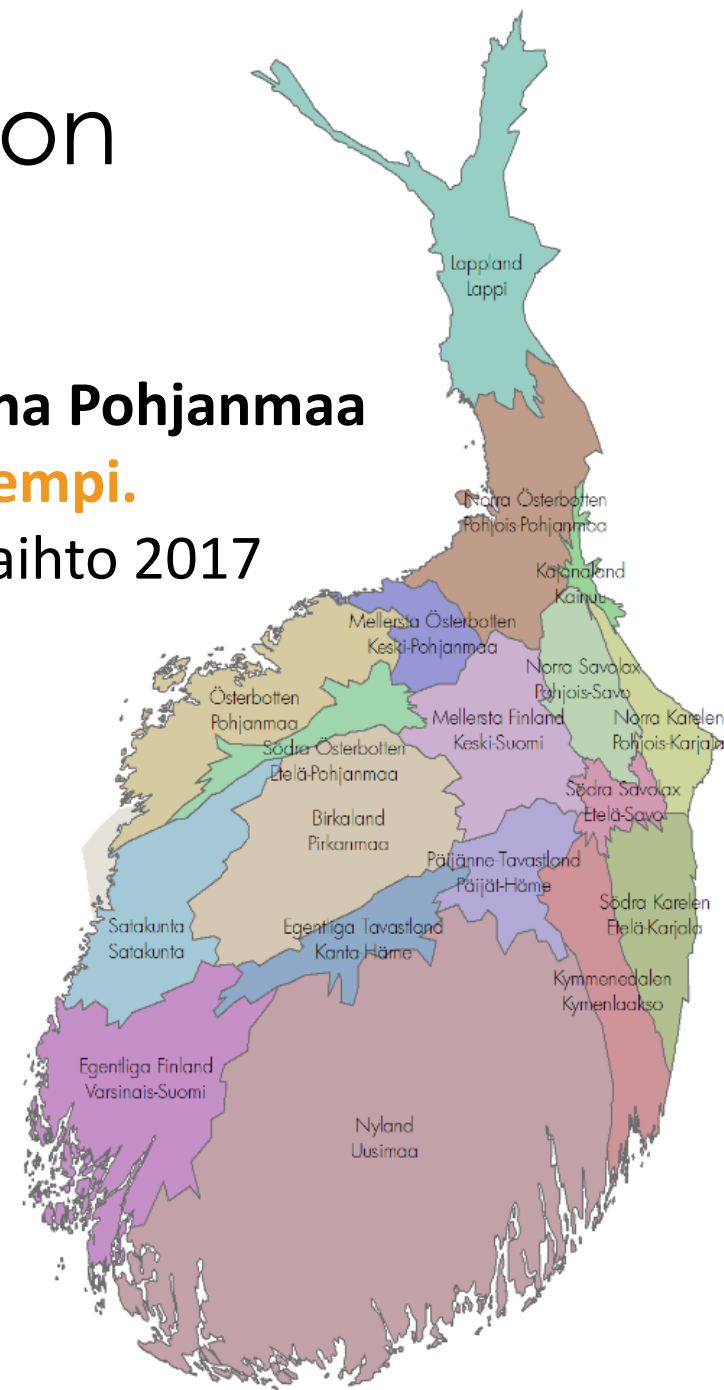 on
Lappland
Lappi
na Pohjanmaa
empi.
Norra Österbotten
Pohjois-Pohjanmaa
aihto 2017
Kajanaland
Kainuu
Mellersta Österbotten
Keski-Pohjanmaa
Norra Savolax
Pohjois-Savo
Österbotten
Pohjanmaa
Mellersta Finland
Keski-Suomi
Norra Karelen
Pohjois-Karjala
Södra Österbotten
Etelä-Pohjanmaa
Södra Savolax
Etelä-Savo
Birkaland
Pirkanmaa
Päijänne-Tavastland
Päijät-Häme
Södra Karelen
Etelä-Karjala
Satakunta
Satakunta
Egentliga Tavastland
Kanta-Häme
Kymmenedalen
Kymenlaakso
Egentliga Finland
Varsinais-Suomi
Nyland
Uusimaa